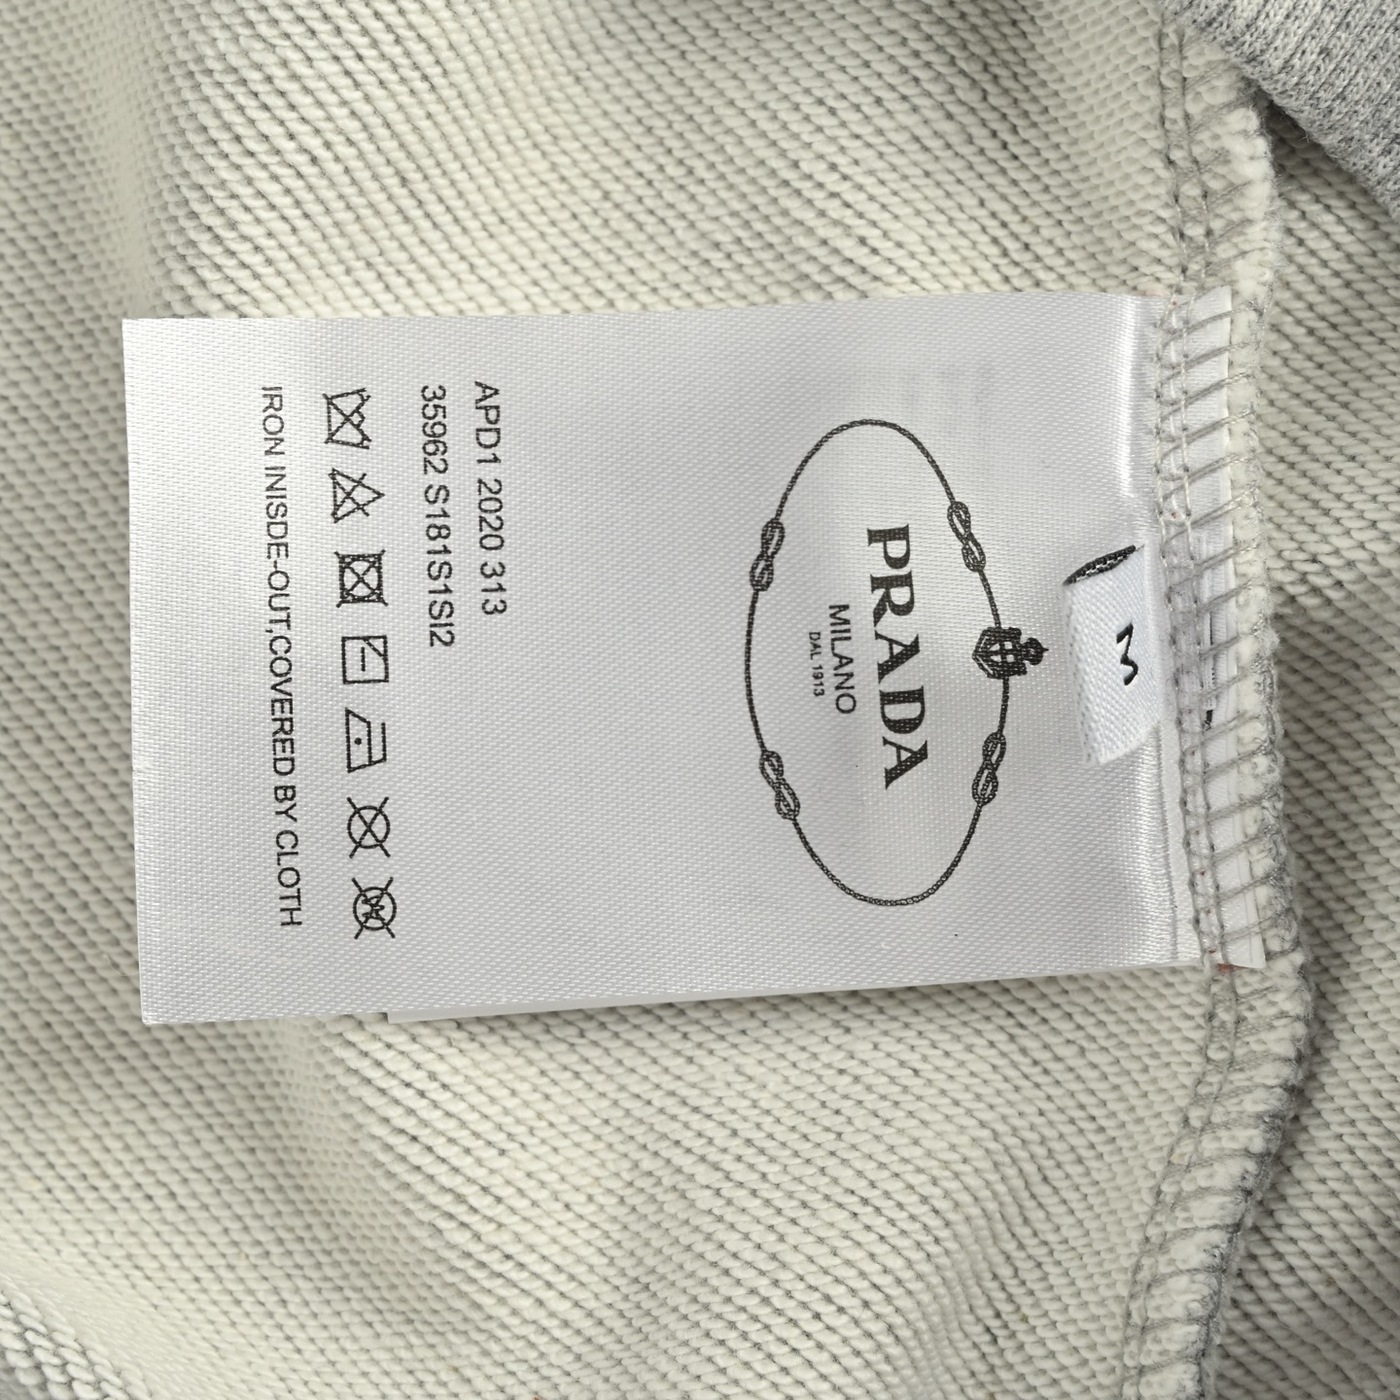 M
PRADA
MILANO
DAL 1913
APD1 2020 313
35962 S181S1SI2
IRON INISDE-OUT,COVERED BY CLOTH